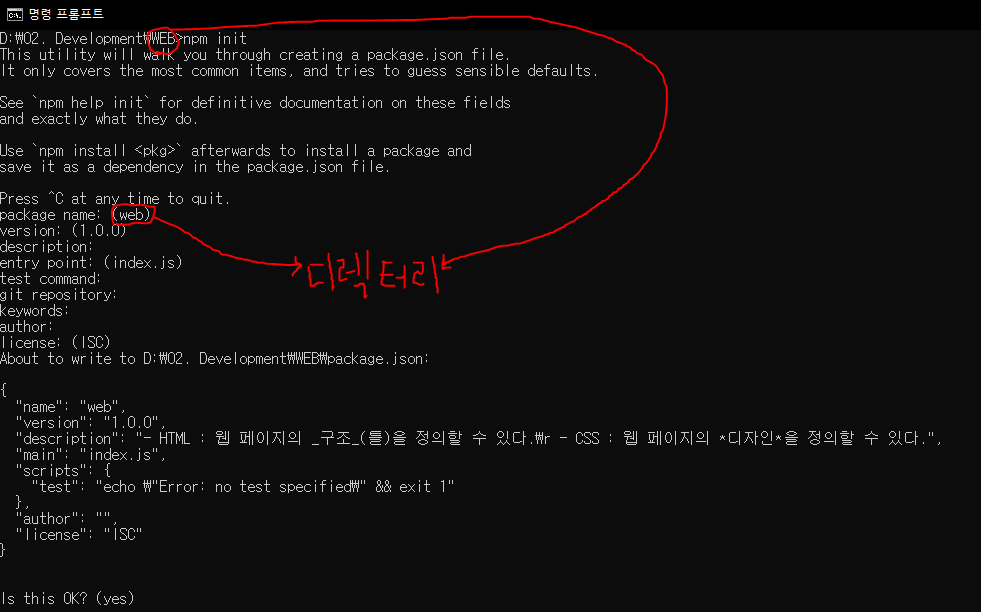 명령 프롬프트
D:\02. Development\WEB>npm init
This utility will walk you through creating a package.json file.
It only covers the most common items, and tries to guess sensible defaults.
See `npm help init` for definitive documentation on these fields
and exactly what they do.
Use `npm install <pkg>` afterwards to install a package and
save it as a dependency in the package.json file.
Press ^C at any time to quit.
package name: (web)
version: (1.0.0)
description:
entry point: (index.js)
디렉터리
test command:
git repository:
keywords:
author:
license: (ISC)
About to write to D:\02. Development\WEB\package.json:
{
"name": "web",
"version": "1.0.0",
"description": "- HTML : 웹 페이지의 _구조_(틀)을 정의할 수 있다.\r - CSS : 웹 페이지의 *디자인*을 정의할 수 있다.",
"main": "index.js",
"scripts": {
"test": "echo \"Error: no test specified\" && exit 1"
},
"author": "",
"license": "ISC"
}
Is this OK? (yes)